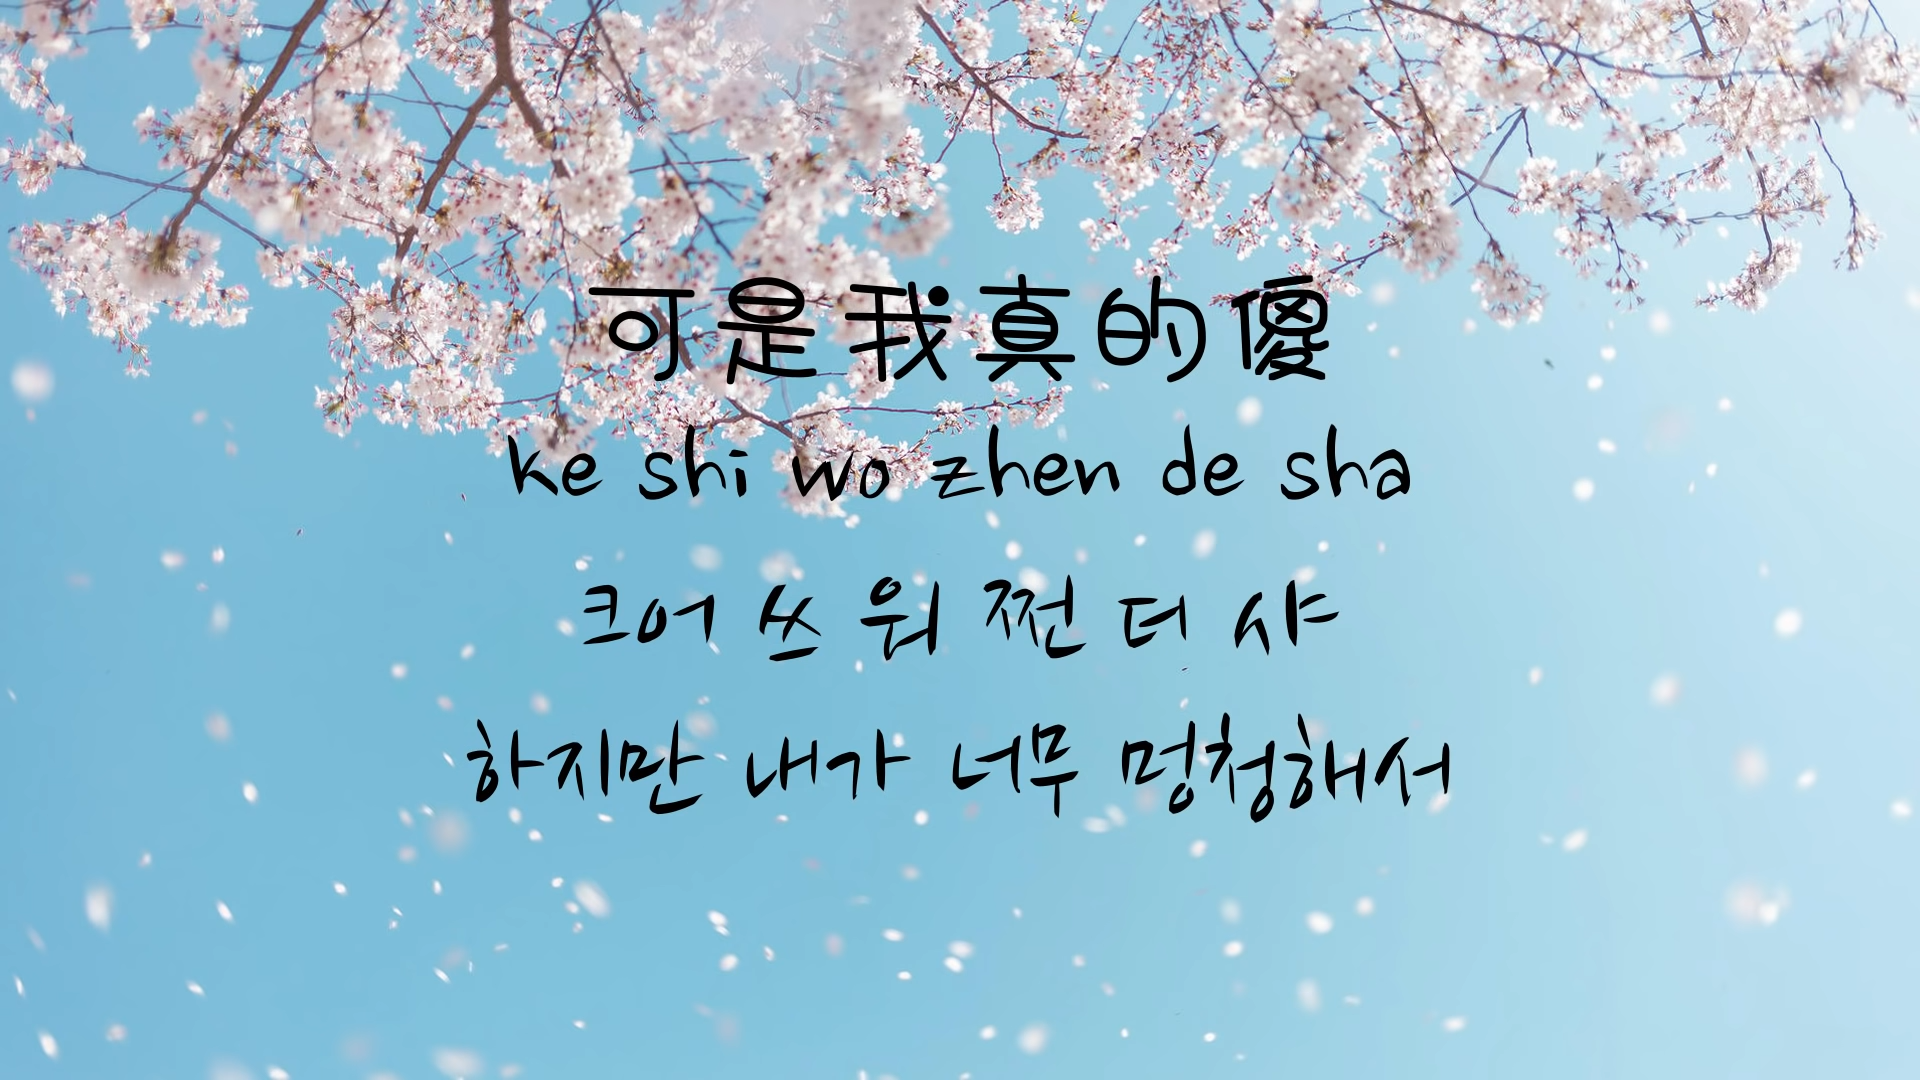 可是我真的傻
ke shi wo zhen de sha
크어 쓰 워 쩐 더 샤
하지만 내가 너무 멍청해서